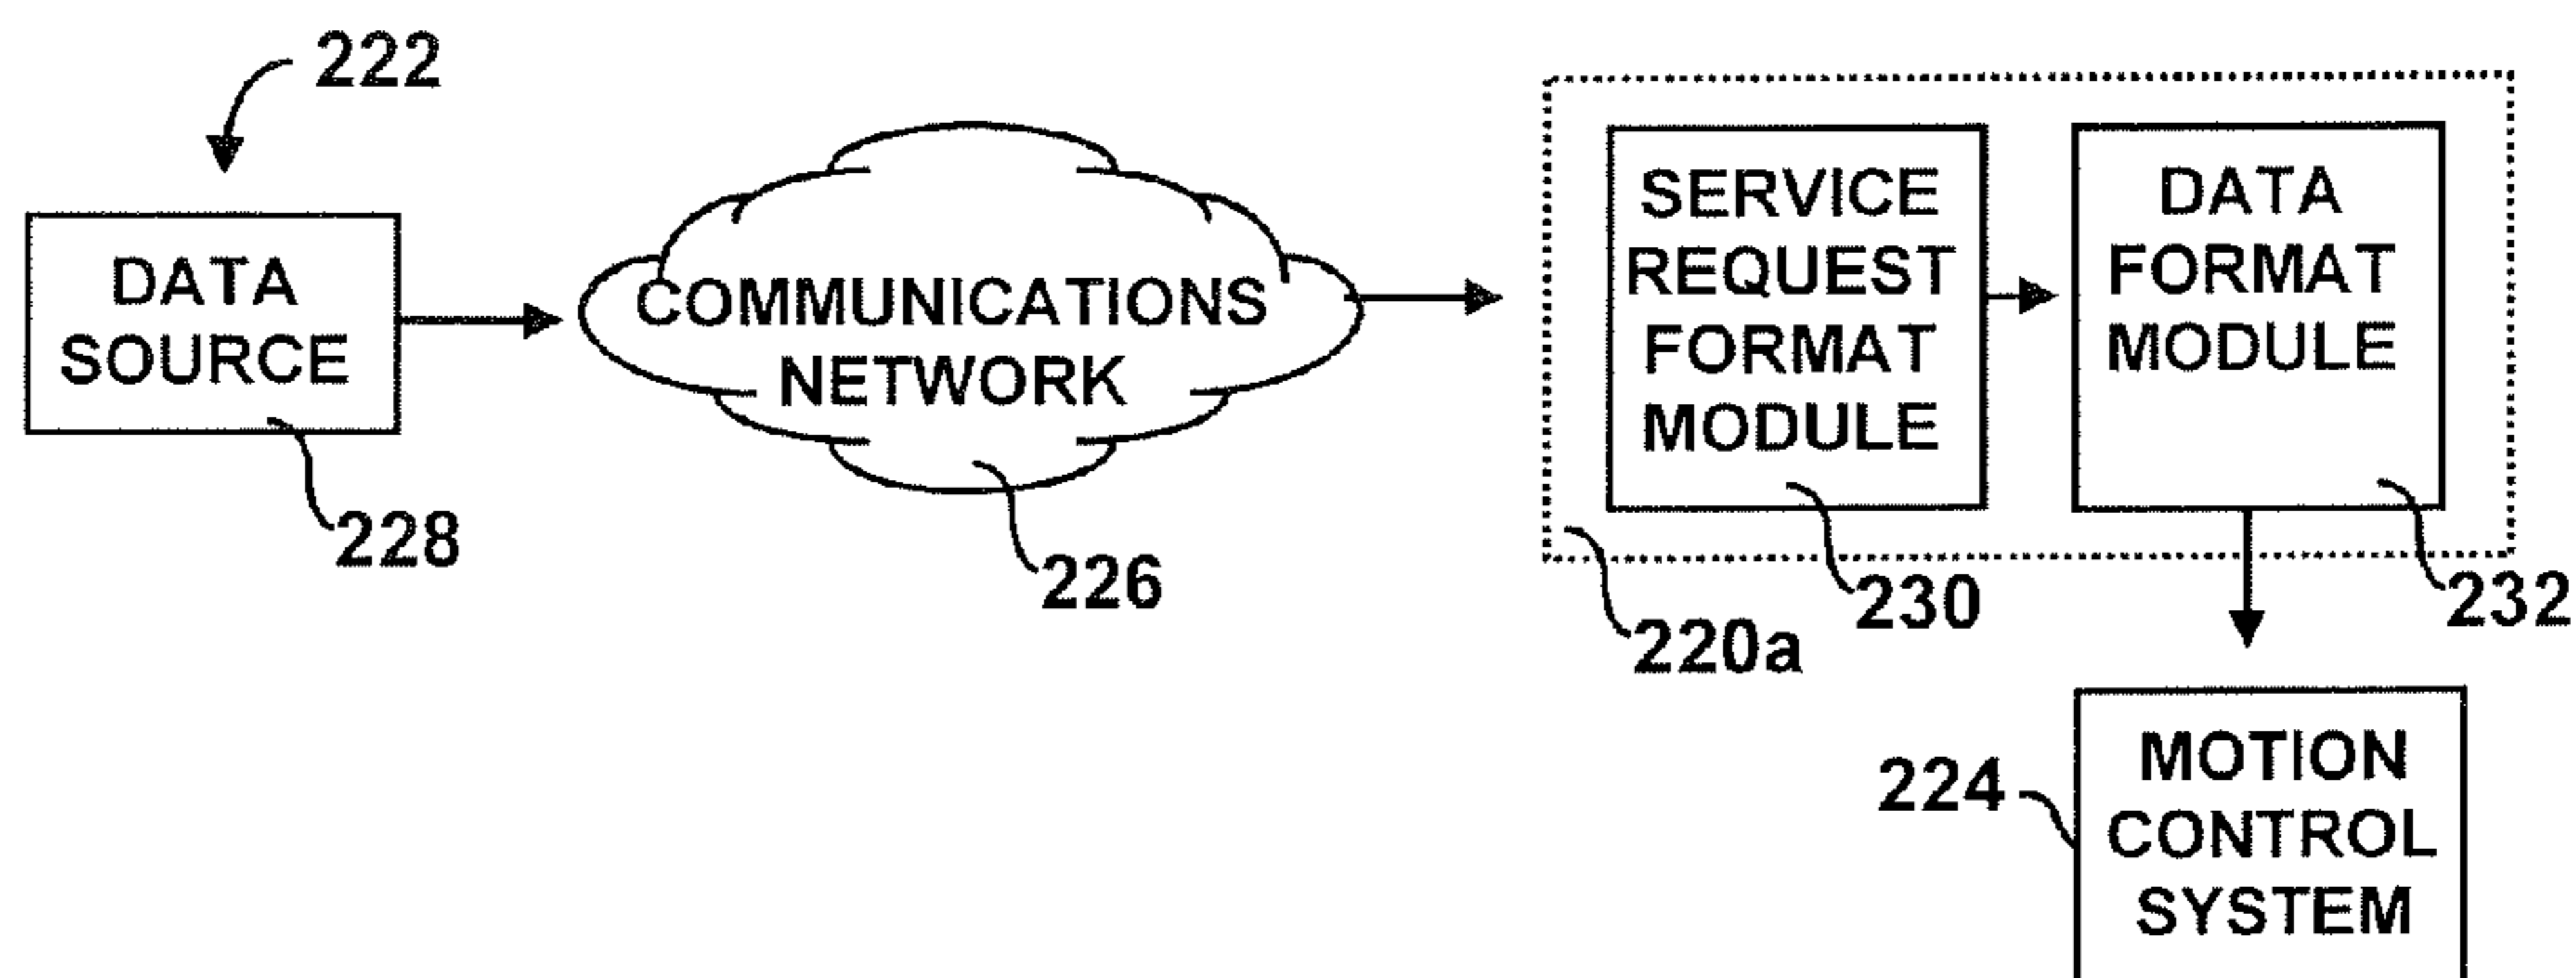 222
DATA
SOURCE
228
COMMUNICATIONS
NETWORK
226
SERVICE
REQUEST
FORMAT
MODULE
230
DATA
FORMAT
MODULE
232
220a
224
MOTION
CONTROL
SYSTEM